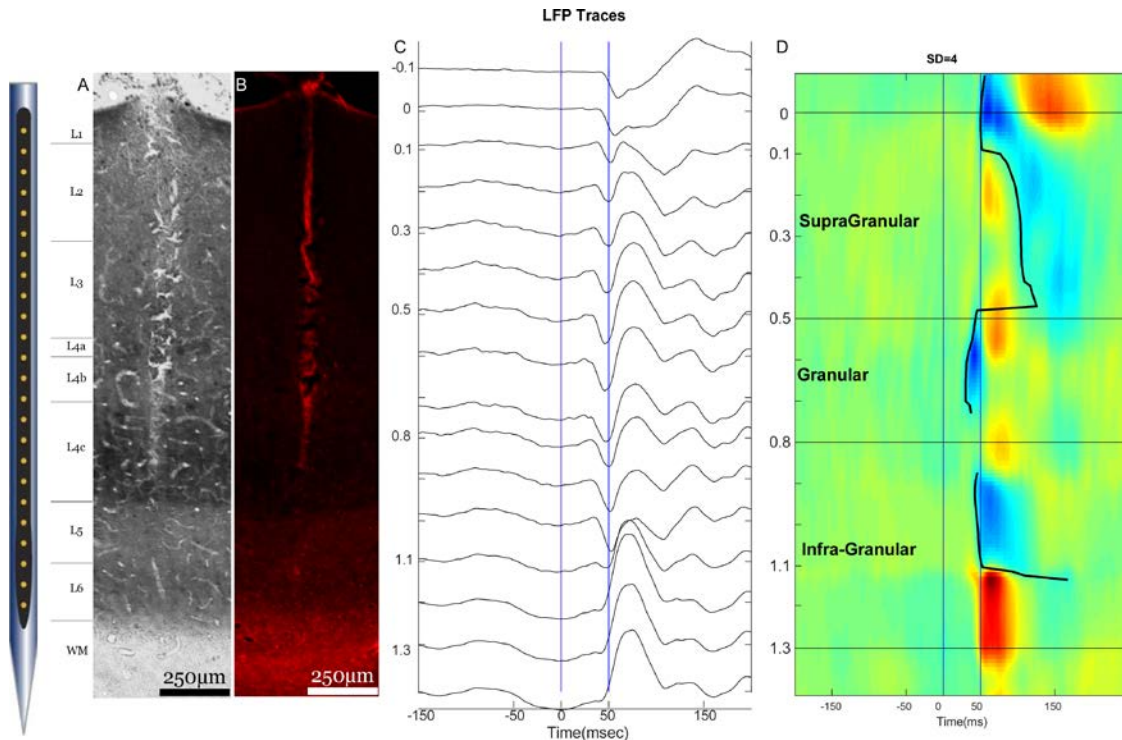 LFP Traces
A
B
C
D
SD=4
L1
L2
L3
L4a
L4b
L4c
L5
L6
WM
250µm
250µm
-0.1
0
0.1
0.3
0.5
0.8
1.1
1.3
-150
-50
0
50
150
Time(msec)
0
0.1
0.3
0.5
0.8
1.1
1.3
SupraGranular
Granular
Infra-Granular
-150
-50
0
50
150
Time(ms)